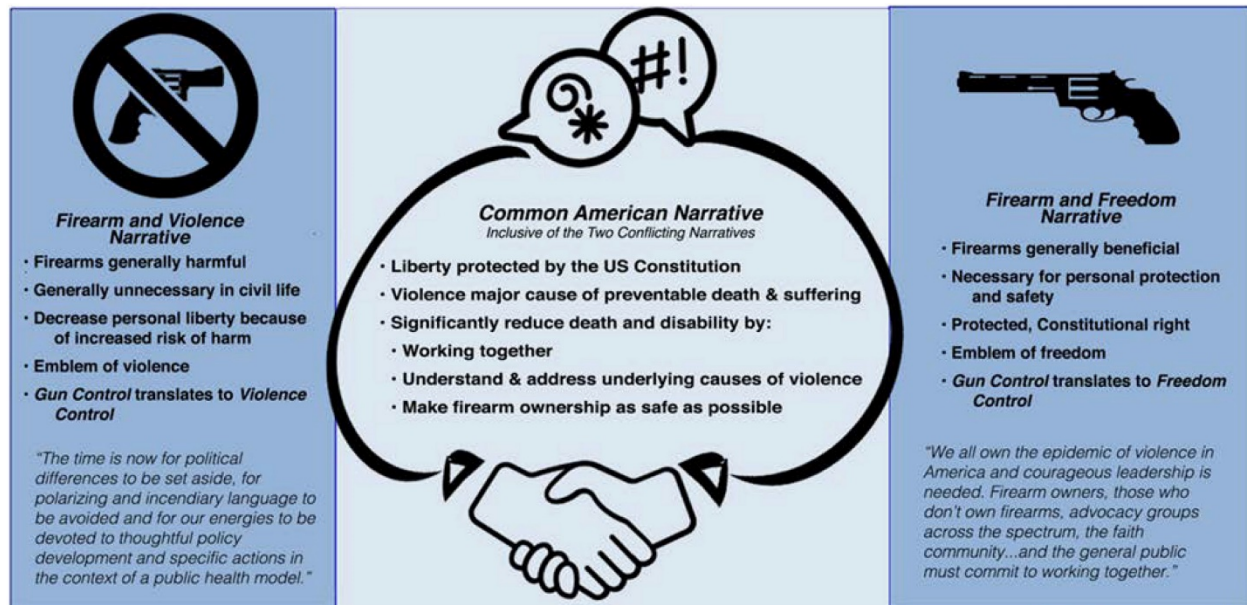 Firearm and Violence
Narrative
· Firearms generally harmful
· Generally unnecessary in civil life
· Decrease personal liberty because
of increased risk of harm
· Emblem of violence
· Gun Control translates to Violence
Control
"The time is now for political
differences to be set aside, for
polarizing and incendiary language to
be avoided and for our energies to be
devoted to thoughtful policy
development and specific actions in
the context of a public health model."
#!
Common American Narrative
Inclusive of the Two Conflicting Narratives
· Liberty protected by the US Constitution
· Violence major cause of preventable death & suffering
· Significantly reduce death and disability by:
· Working together
· Understand & address underlying causes of violence
· Make firearm ownership as safe as possible
Firearm and Freedom
Narrative
· Firearms generally beneficial
· Necessary for personal protection
and safety
· Protected, Constitutional right
· Emblem of freedom
· Gun Control translates to Freedom
Control
"We all own the epidemic of violence in
America and courageous leadership is
needed. Firearm owners, those who
don't own firearms, advocacy groups
across the spectrum, the faith
community...and the general public
must commit to working together."